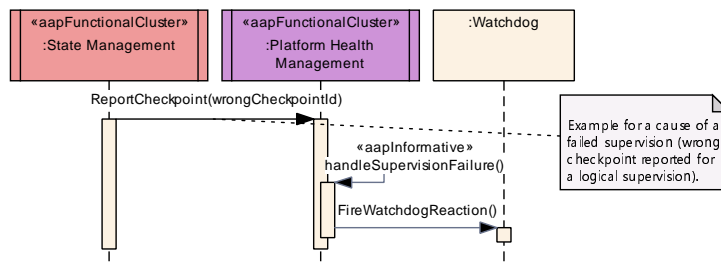 «aapFunctionalCluster»
:State Management
«aapFunctionalCluster»
:Platform Health
Management
:Watchdog
ReportCheckpoint(wrongCheckpointId)
Example for a cause of a
failed supervision (wrong
checkpoint reported for
a logical supervision).
«aapInformative»
handleSupervisionFailure()
FireWatchdogReaction()